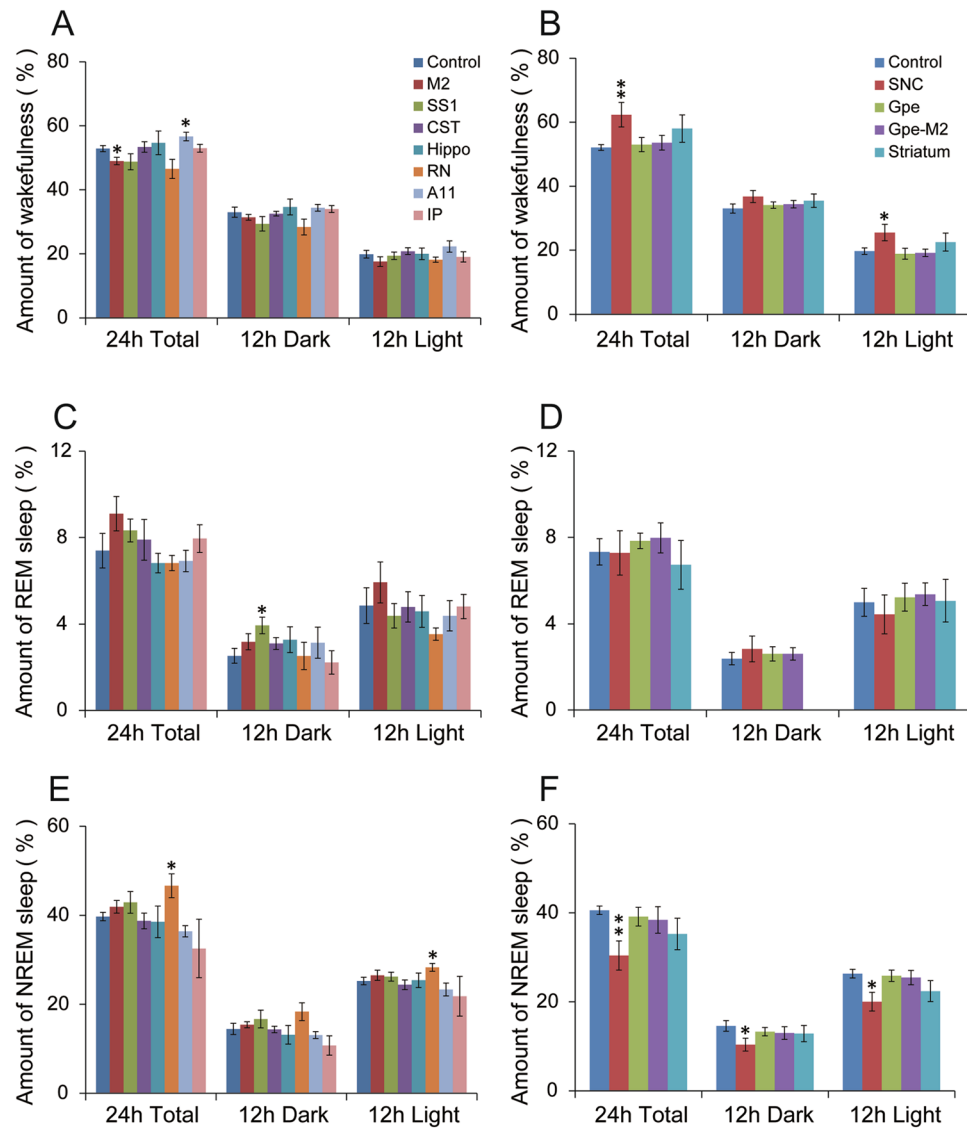 A
Amount of wakefulness ( % )
80
60
40
20
0
* *
Control
M2
SS1
CST
Hippo
RN
A11
IP
24h Total 12h Dark 12h Light
B
Amount of wakefulness ( % )
80
60
40
20
0
**
*
Control
SNC
Gpe
Gpe-M2
Striatum
24h Total 12h Dark 12h Light
C
Amount of REM sleep ( % )
12
8
4
0
*
24h Total 12h Dark 12h Light
D
Amount of REM sleep ( % )
12
8
4
0
24h Total 12h Dark 12h Light
E
Amount of NREM sleep ( % )
60
40
20
0
* *
24h Total 12h Dark 12h Light
F
Amount of NREM sleep ( % )
60
40
20
0
**
* *
24h Total 12h Dark 12h Light